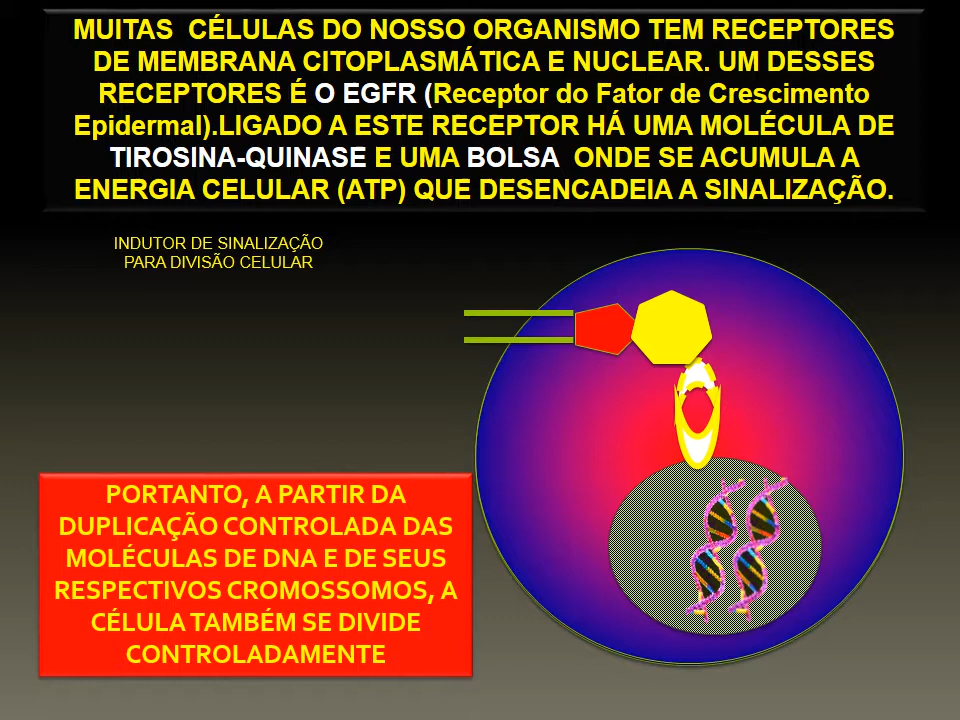 MUITAS CÉLULAS DO NOSSO ORGANISMO TEM RECEPTORES
DE MEMBRANA CITOPLASMÁTICA E NUCLEAR. UM DESSES
RECEPTORES É O EGFR (Receptor do Fator de Crescimento
Epidermal).LIGADO A ESTE RECEPTOR HÁ UMA MOLÉCULA DE
TIROSINA-QUINASE E UMA BOLSA ONDE SE ACUMULA A
ENERGIA CELULAR (ATP) QUE DESENCADEIA A SINALIZAÇÃO.
INDUTOR DE SINALIZAÇÃO
PARA DIVISÃO CELULAR
PORTANTO, A PARTIR DA
DUPLICAÇÃO CONTROLADA DAS
MOLÉCULAS DE DNA E DE SEUS
RESPECTIVOS CROMOSSOMOS, A
CÉLULA TAMBÉM SE DIVIDE
CONTROLADAMENTE